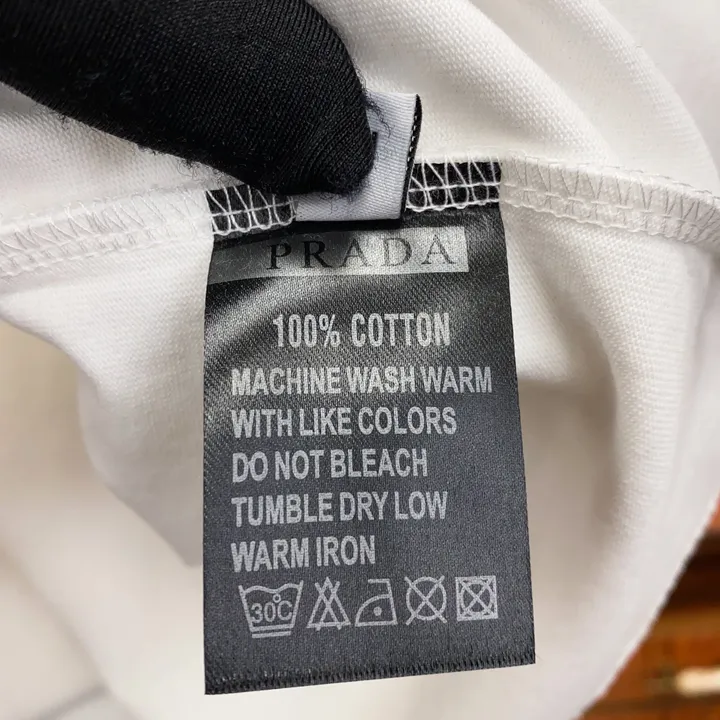 PRADA
100% COTTON
MACHINE WASH WARM
WITH LIKE COLORS
DO NOT BLEACH
TUMBLE DRY LOW
WARM IRON
30°C